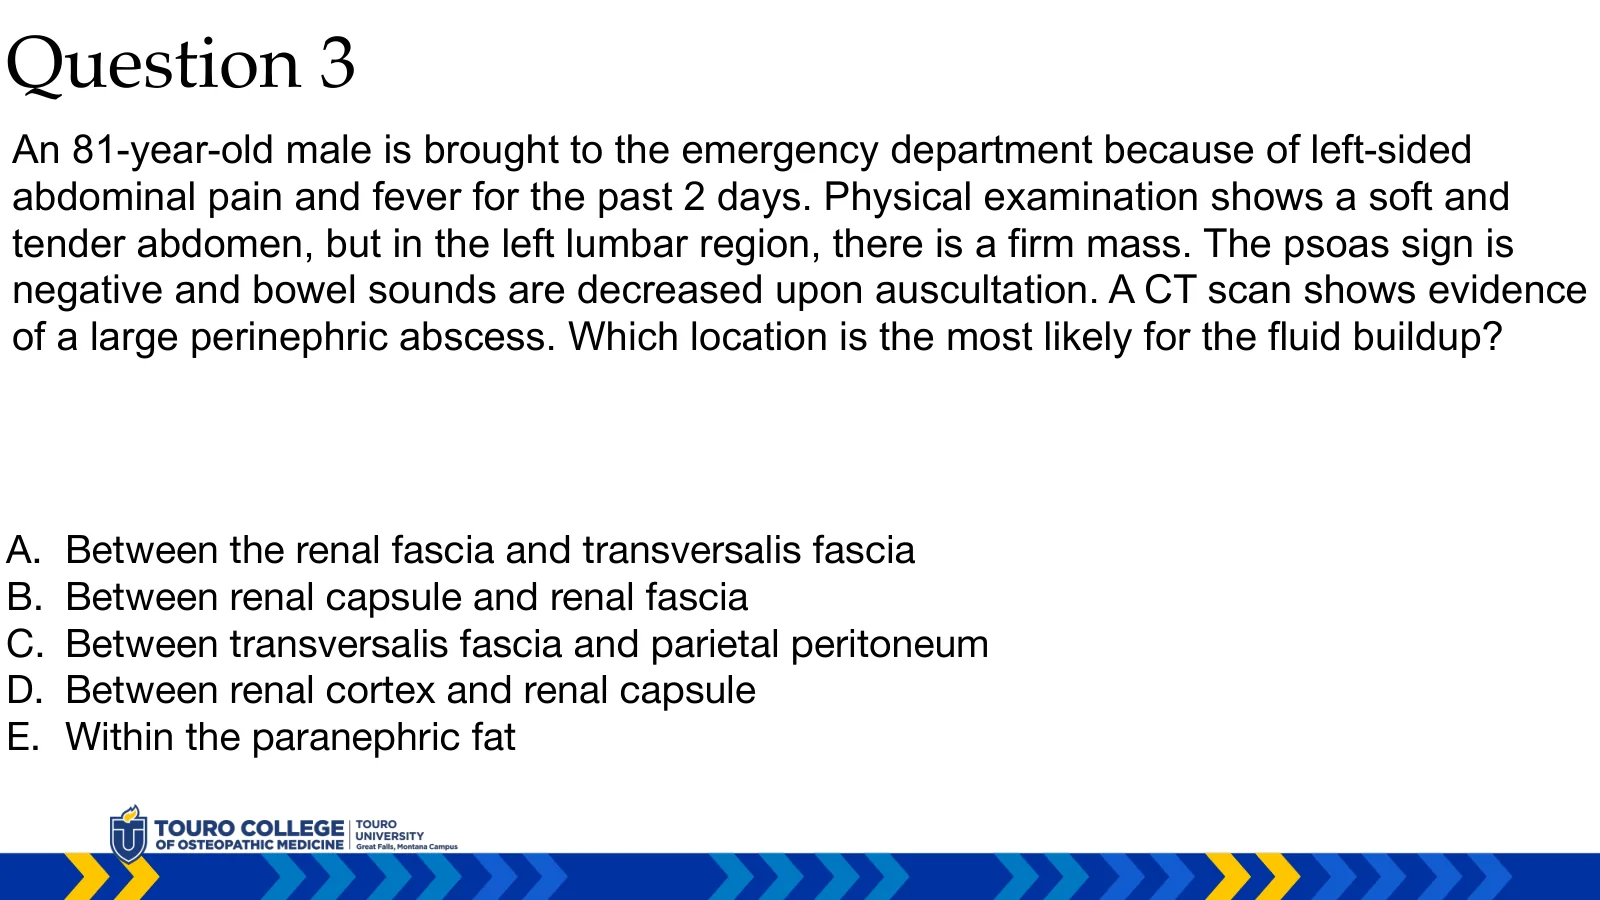 Question 3
An 81-year-old male is brought to the emergency department because of left-sided
abdominal pain and fever for the past 2 days. Physical examination shows a soft and
tender abdomen, but in the left lumbar region, there is a firm mass. The psoas sign is
negative and bowel sounds are decreased upon auscultation. A CT scan shows evidence
of a large perinephric abscess. Which location is the most likely for the fluid buildup?
A. Between the renal fascia and transversalis fascia
B. Between renal capsule and renal fascia
C. Between transversalis fascia and parietal peritoneum
D. Between renal cortex and renal capsule
E. Within the paranephric fat
TOURO COLLEGE
OF OSTEOPATHIC MEDICINE
TOURO
UNIVERSITY
Great Falls, Montana Campus